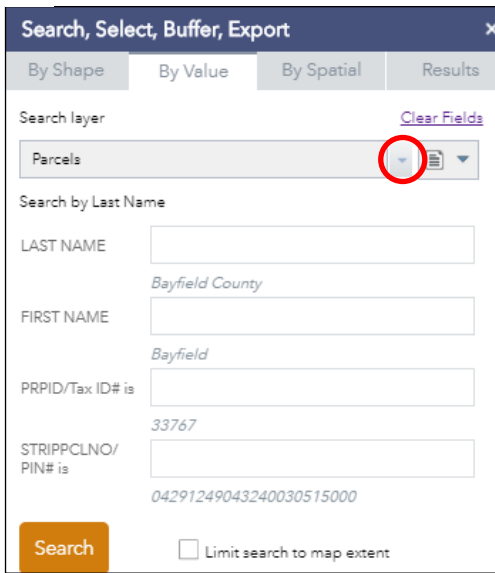 Search, Select, Buffer, Export ×
By Shape By Value By Spatial Results
Search layer Clear Fields
Parcels
Search by Last Name
LAST NAME
Bayfield County
FIRST NAME
Bayfield
PRPID/Tax ID# is
33767
STRIPPCLNO/
PIN# is
04291249043240030515000
Search Limit search to map extent